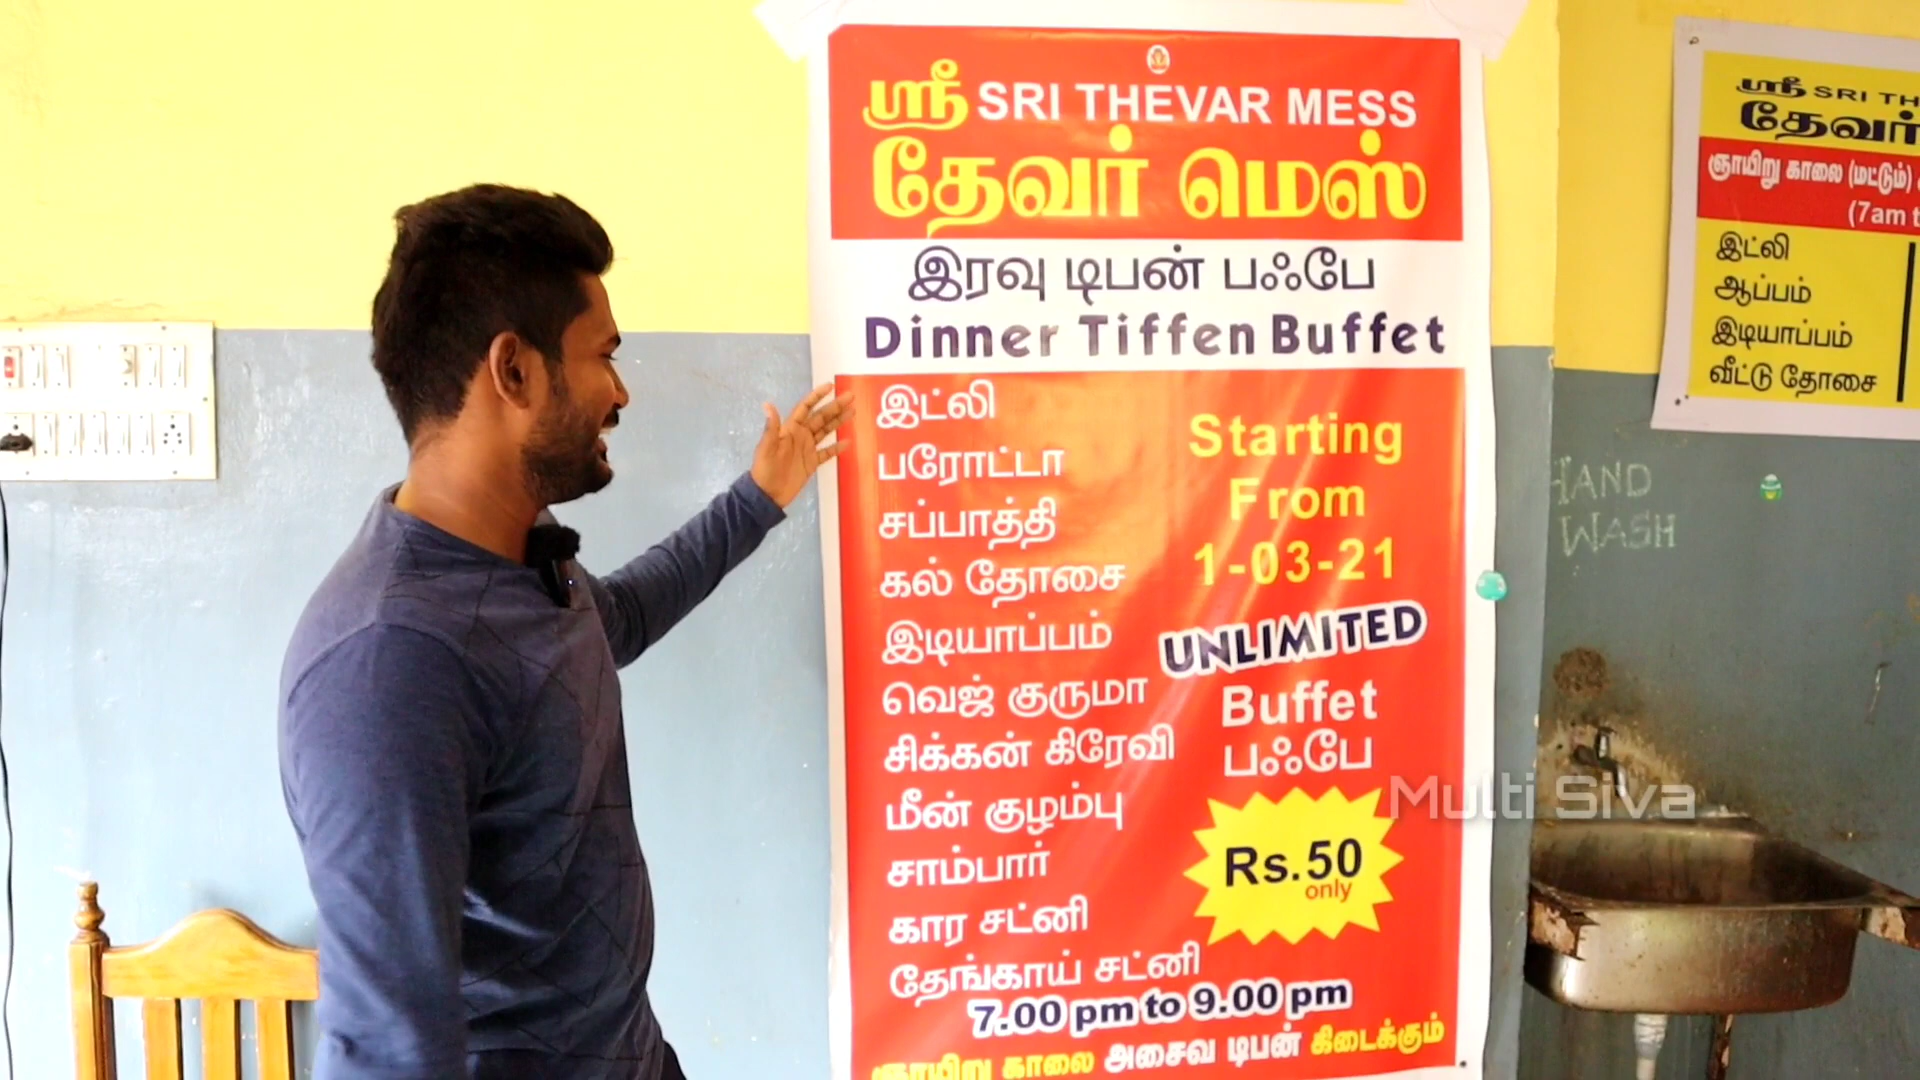 ஸ்ரீ SRI THEVAR MESS
தேவர் மெஸ்
இரவு டிபன் பஃபே
Dinner Tiffen Buffet
இட்லி
பரோட்டா
சப்பாத்தி
கல் தோசை
இடியாப்பம்
வெஜ் குருமா
சிக்கன் கிரேவி
மீன் குழம்பு
சாம்பார்
கார சட்னி
தேங்காய் சட்னி
Starting
From
1-03-21
UNLIMITED
Buffet
பஃபே
Rs.50
only
7.00 pm to 9.00 pm
ஞாயிறு காலை அசைவ டிபன் கிடைக்கும்
ஸ்ரீ SRI TH
தேவர்
ஞாயிறு காலை (மட்டும்)
(7am t
இட்லி
ஆப்பம்
இடியாப்பம்
வீட்டு தோசை
HAND
WASH
Multi Siva